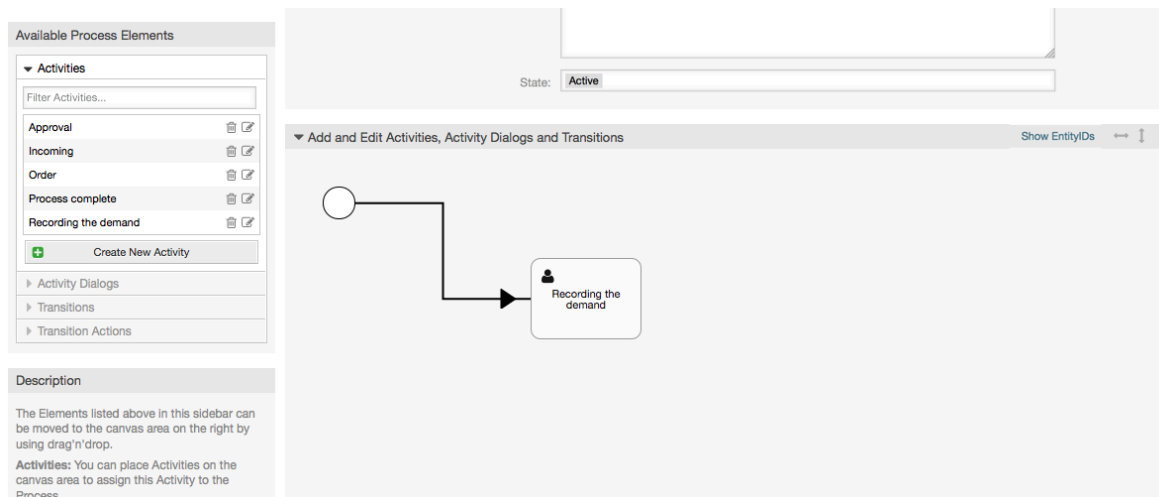 Available Process Elements
Activities
Filter Activities...
Approval
Incoming
Order
Process complete
Recording the demand
Create New Activity
Activity Dialogs
Transitions
Transition Actions
Description
The Elements listed above in this sidebar can
be moved to the canvas area on the right by
using drag'n'drop.
Activities: You can place Activities on the
canvas area to assign this Activity to the
Process.
State: Active
Add and Edit Activities, Activity Dialogs and Transitions
Show EntityIDs
Recording the
demand